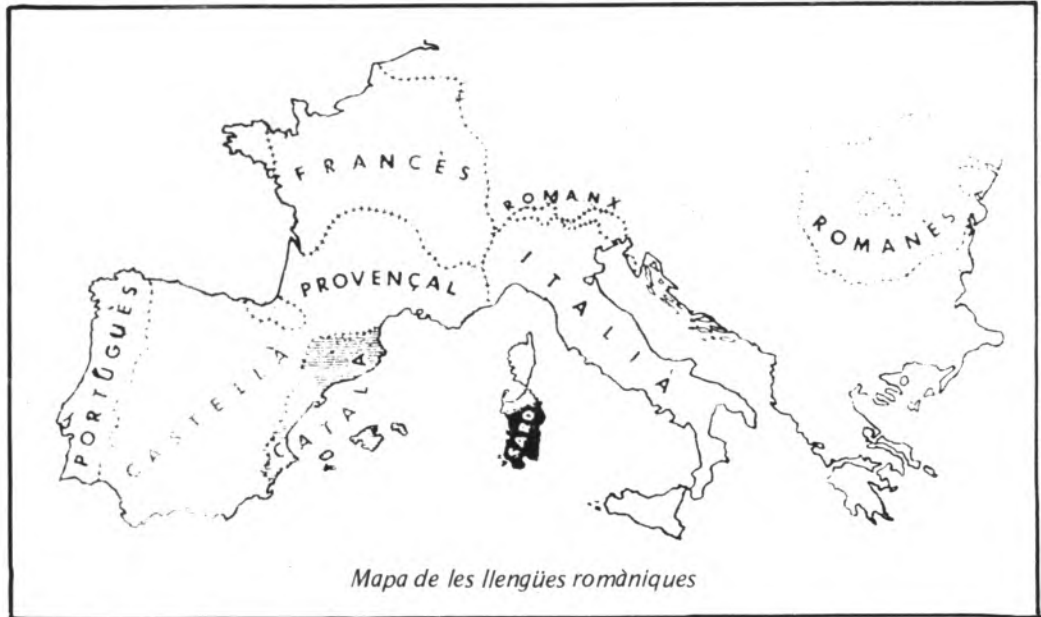 FRANCÈS
ROMANX
ROMANÈS
PROVENÇAL
ITALIÀ
PORTUGUÈS
CASTELLÀ
CATALÀ
SARD
Mapa de les llengües romàniques